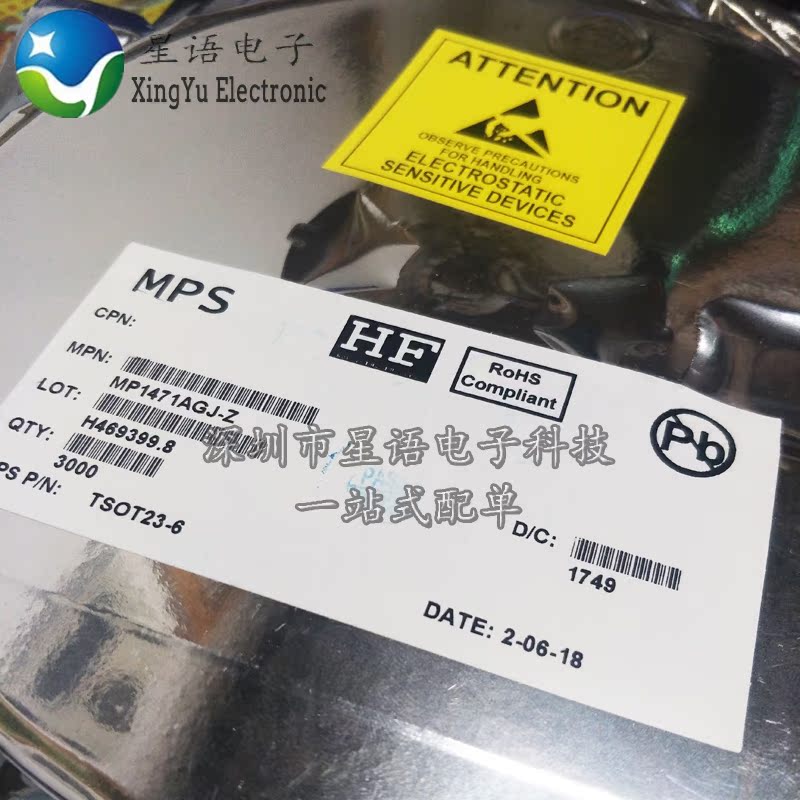 星语电子
XingYu Electronic
ATTENTION
OBSERVE PRECAUTIONS
FOR HANDLING
ELECTROSTATIC
SENSITIVE DEVICES
MPS
CPN:
HF
RoHS
Compliant
MPN:
MP1471AGJ-Z
LOT:
H469399.8
Pb
QTY:
3000
深圳市星语电子科技
一站式配单
PS P/N:
TSOT23-6
D/C:
1749
DATE: 2-06-18